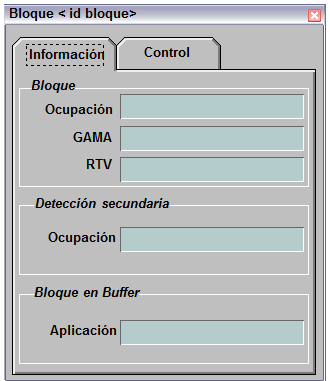 Bloque < id bloque>
Información
Control
Bloque
Ocupación
GAMA
RTV
Detección secundaria
Ocupación
Bloque en Buffer
Aplicación